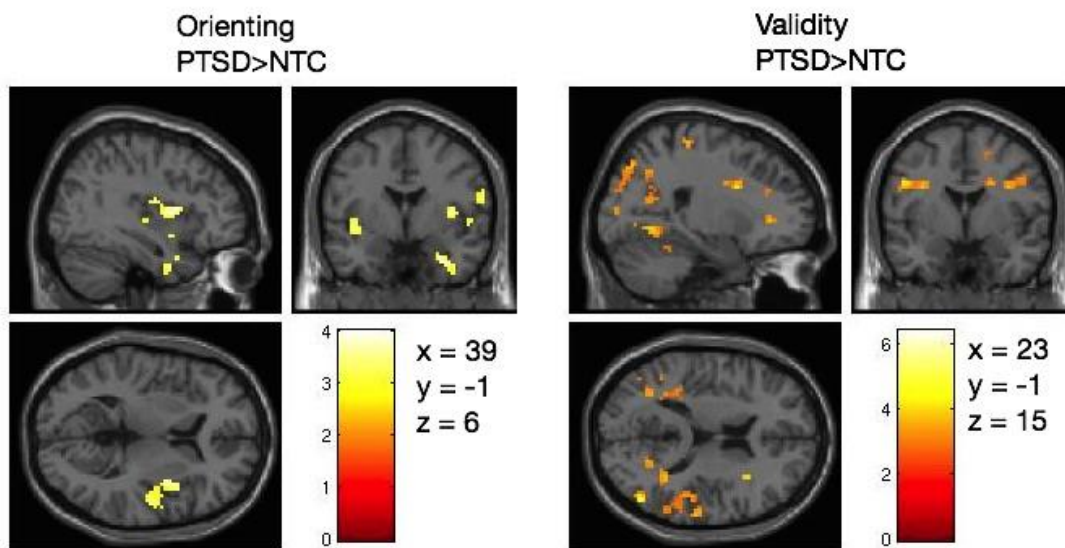 Orienting
PTSD>NTC
Validity
PTSD>NTC
4
3
2
1
0
x = 39
y = -1
z = 6
6
4
2
0
x = 23
y = -1
z = 15